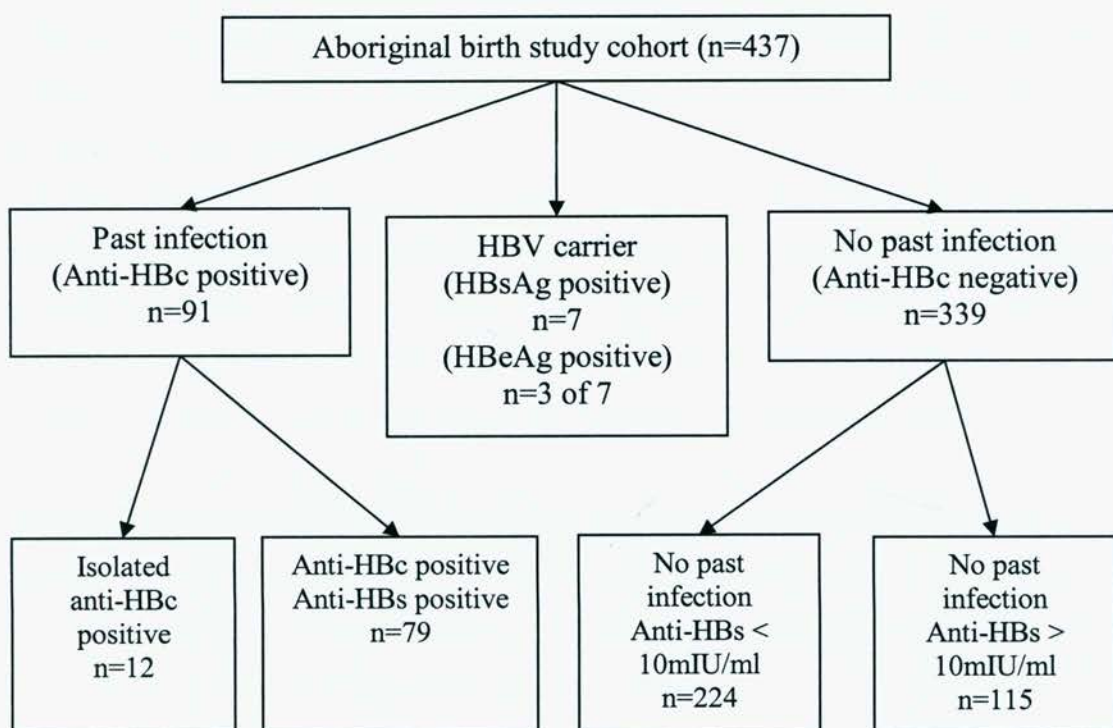 Aboriginal birth study cohort (n=437)
Past infection
(Anti-HBc positive)
n=91
HBV carrier
(HBsAg positive)
n=7
(HBeAg positive)
n=3 of 7
No past infection
(Anti-HBc negative)
n=339
Isolated
anti-HBc
positive
n=12
Anti-HBc positive
Anti-HBs positive
n=79
No past
infection
Anti-HBs <
10mIU/ml
n=224
No past
infection
Anti-HBs >
10mIU/ml
n=115